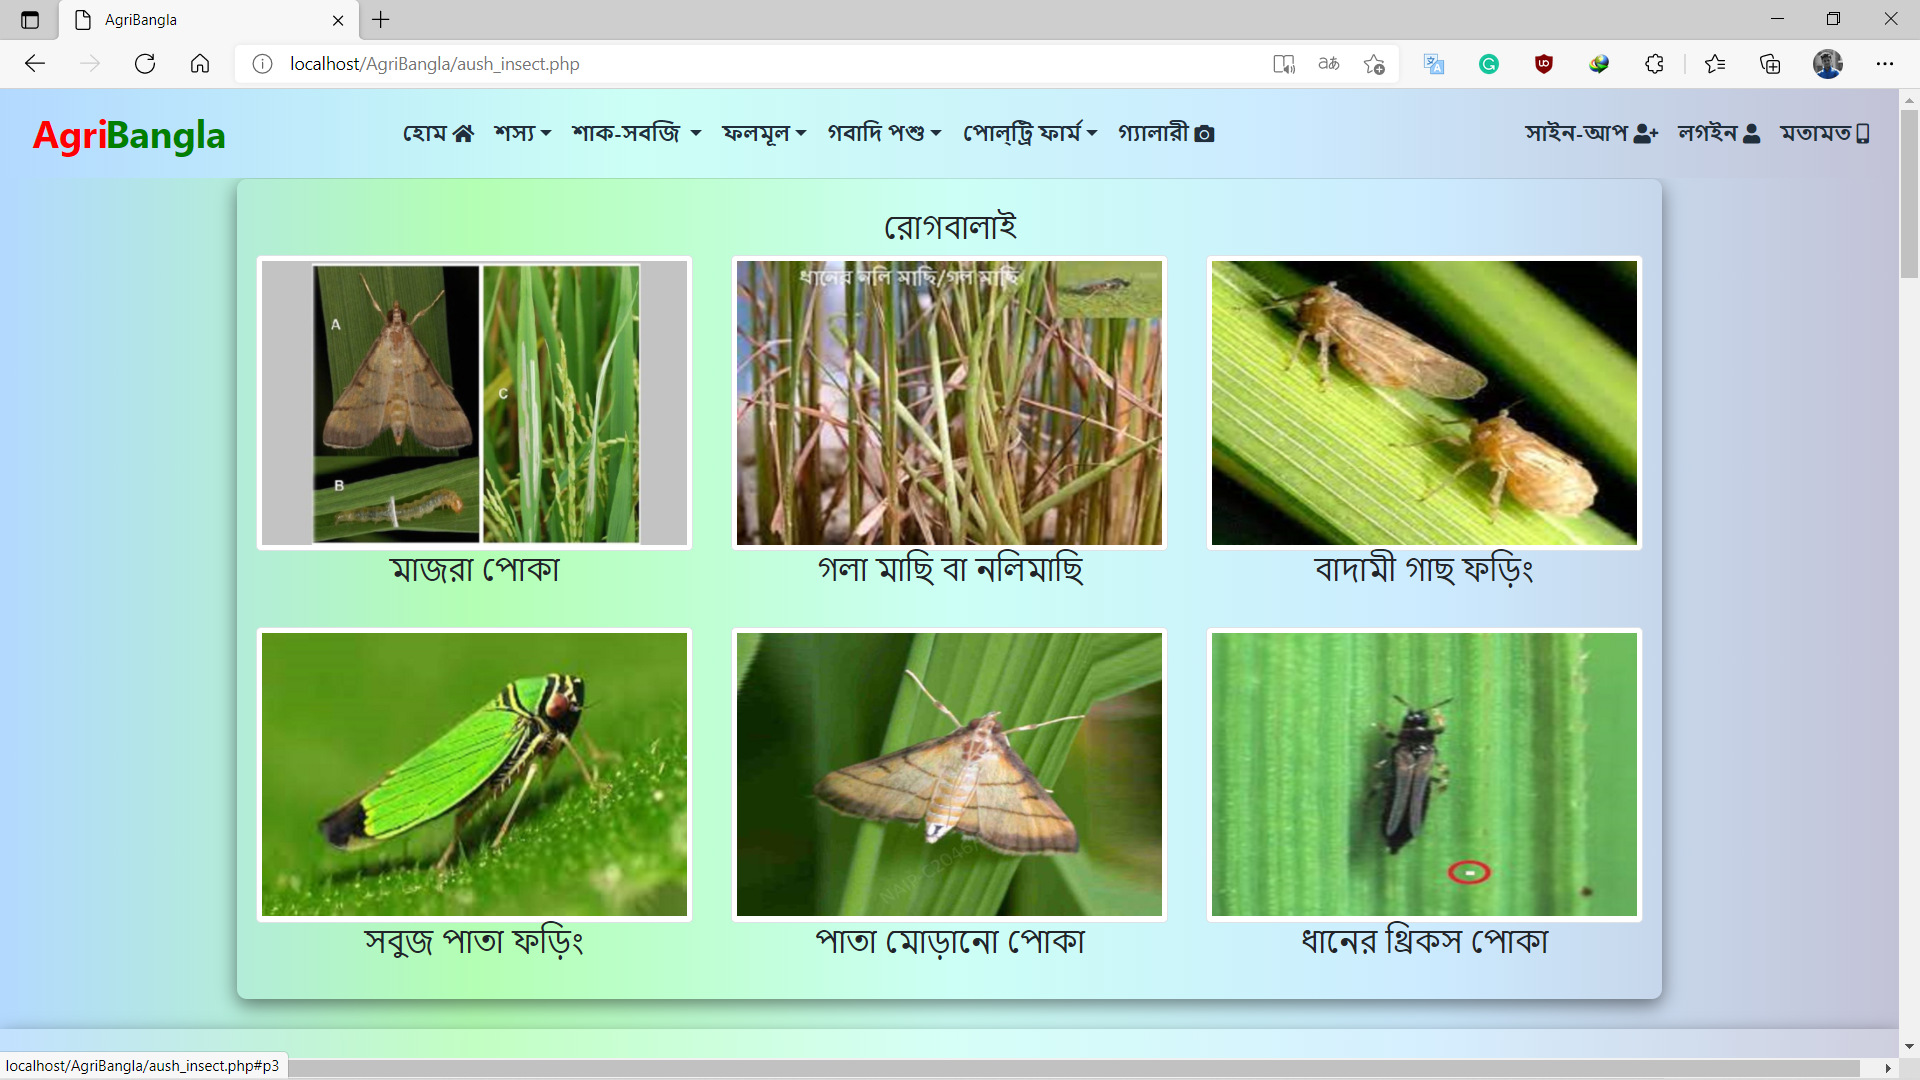 AgriBangla
localhost/AgriBangla/aush_insect.php
AgriBangla হোম শস্য শাক-সবজি ফলমূল গবাদি পশু পোল্ট্রি ফার্ম গ্যালারী সাইন-আপ লগইন মতামত
রোগবালাই
A
B
C
ধানের নলি মাছি/গল মাছি
মাজরা পোকা
গলা মাছি বা নলিমাছি
বাদামী গাছ ফড়িং
সবুজ পাতা ফড়িং
পাতা মোড়ানো পোকা
ধানের থ্রিকস পোকা
localhost/AgriBangla/aush_insect.php#p3